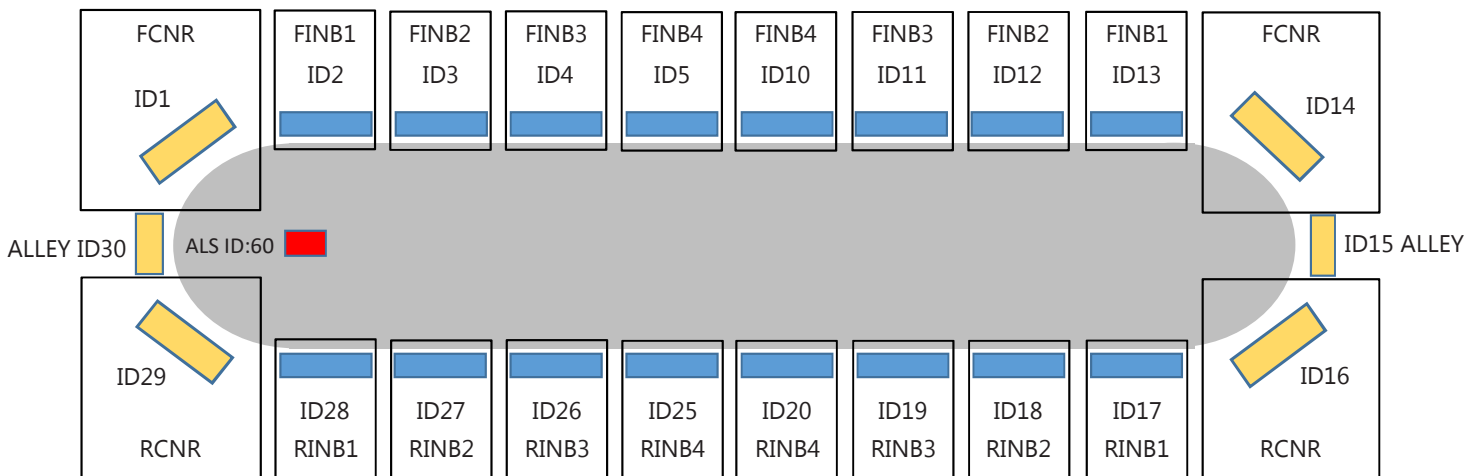 FCNR FINB1 FINB2 FINB3 FINB4 FINB4 FINB3 FINB2 FINB1 FCNR
ID2 ID3 ID4 ID5 ID10 ID11 ID12 ID13
ID1 ID14
ALLEY ID30 ALS ID:60 ID15 ALLEY
ID29 ID16
ID28 ID27 ID26 ID25 ID20 ID19 ID18 ID17
RCNR RINB1 RINB2 RINB3 RINB4 RINB4 RINB3 RINB2 RINB1 RCNR